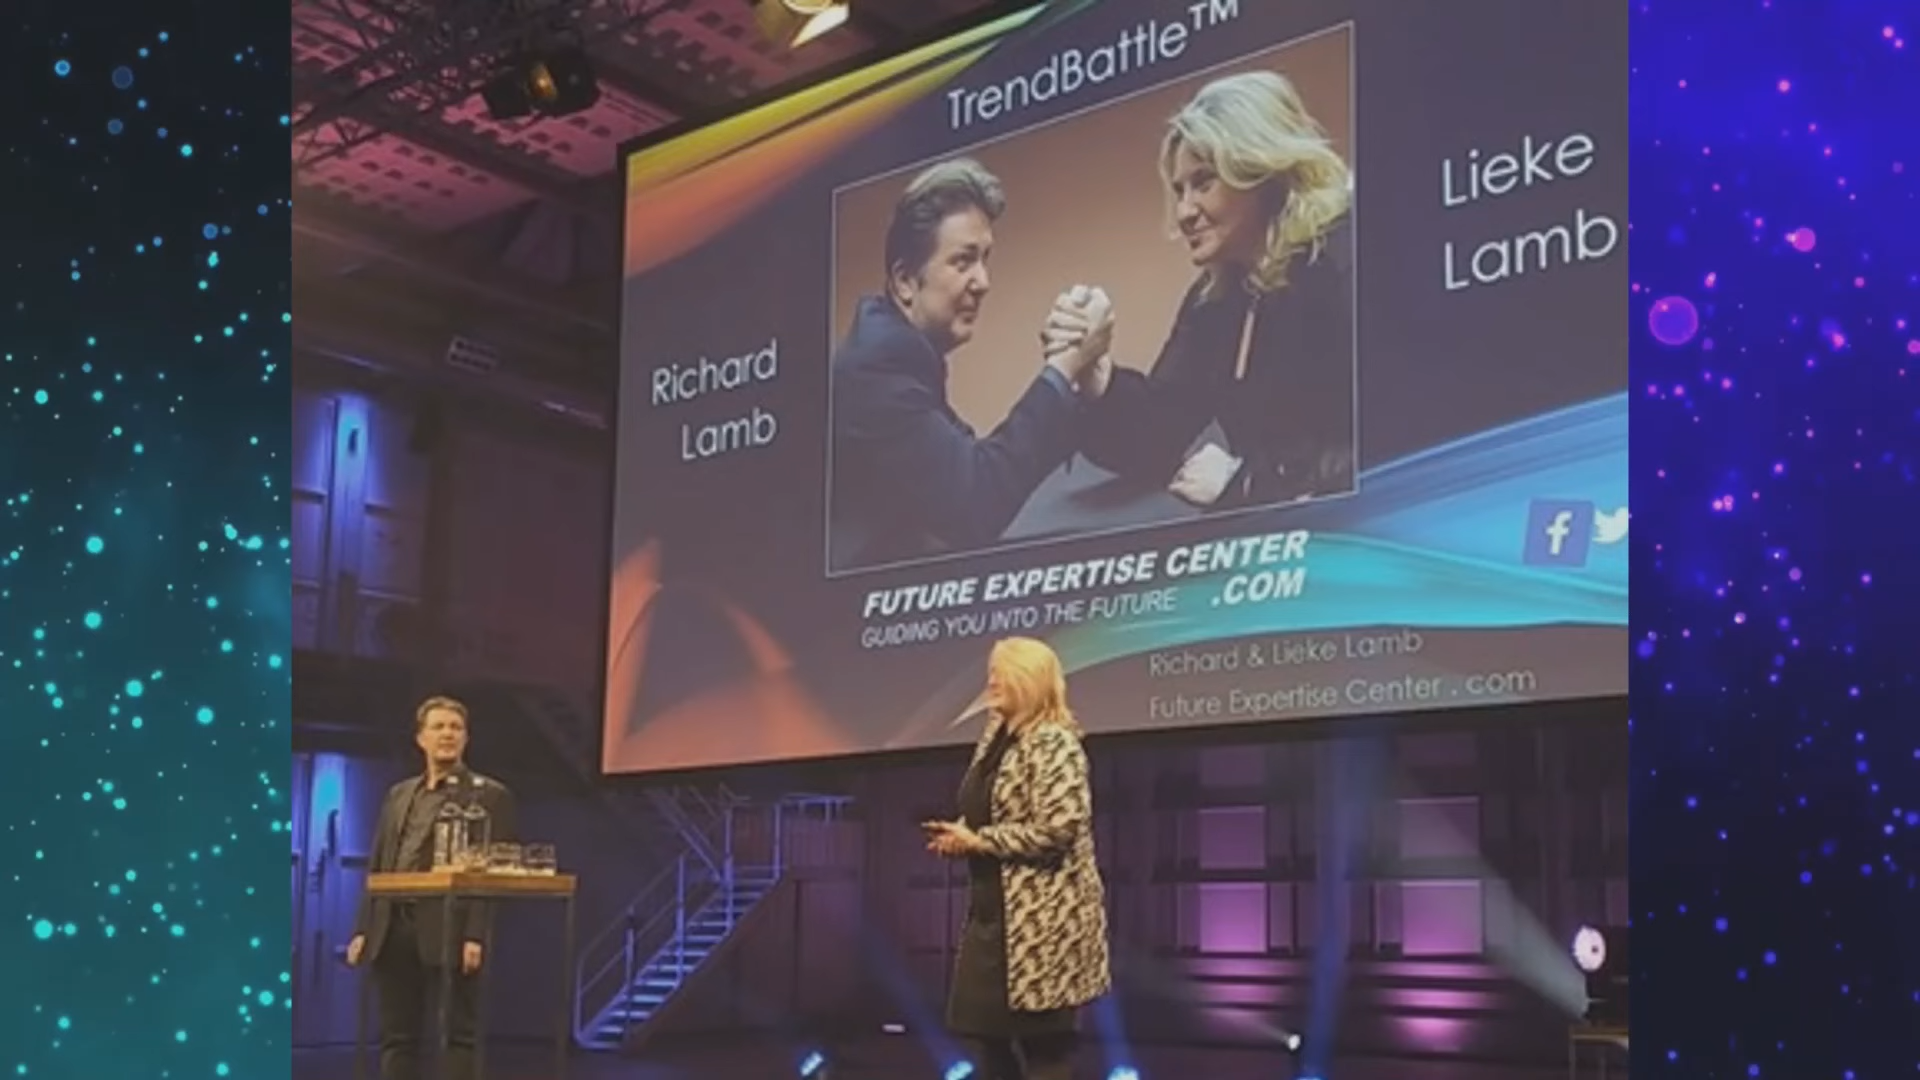 TrendBattle™
Richard
Lamb
Lieke
Lamb
FUTURE EXPERTISE CENTER
.COM
GUIDING YOU INTO THE FUTURE
Richard & Lieke Lamb
Future Expertise Center . com